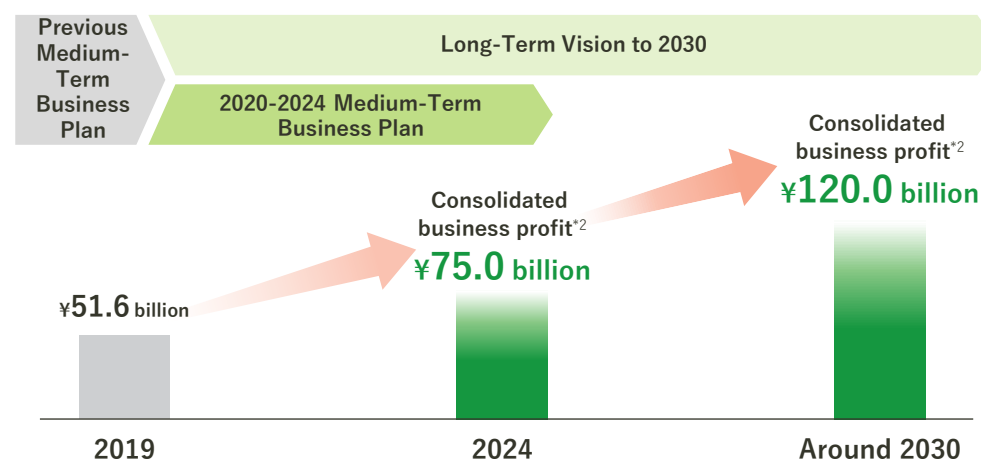 Previous
Medium-
Term
Business
Plan
Long-Term Vision to 2030
2020-2024 Medium-Term
Business Plan
¥51.6 billion
Consolidated
business profit*2
¥75.0 billion
Consolidated
business profit*2
¥120.0 billion
2019
2024
Around 2030